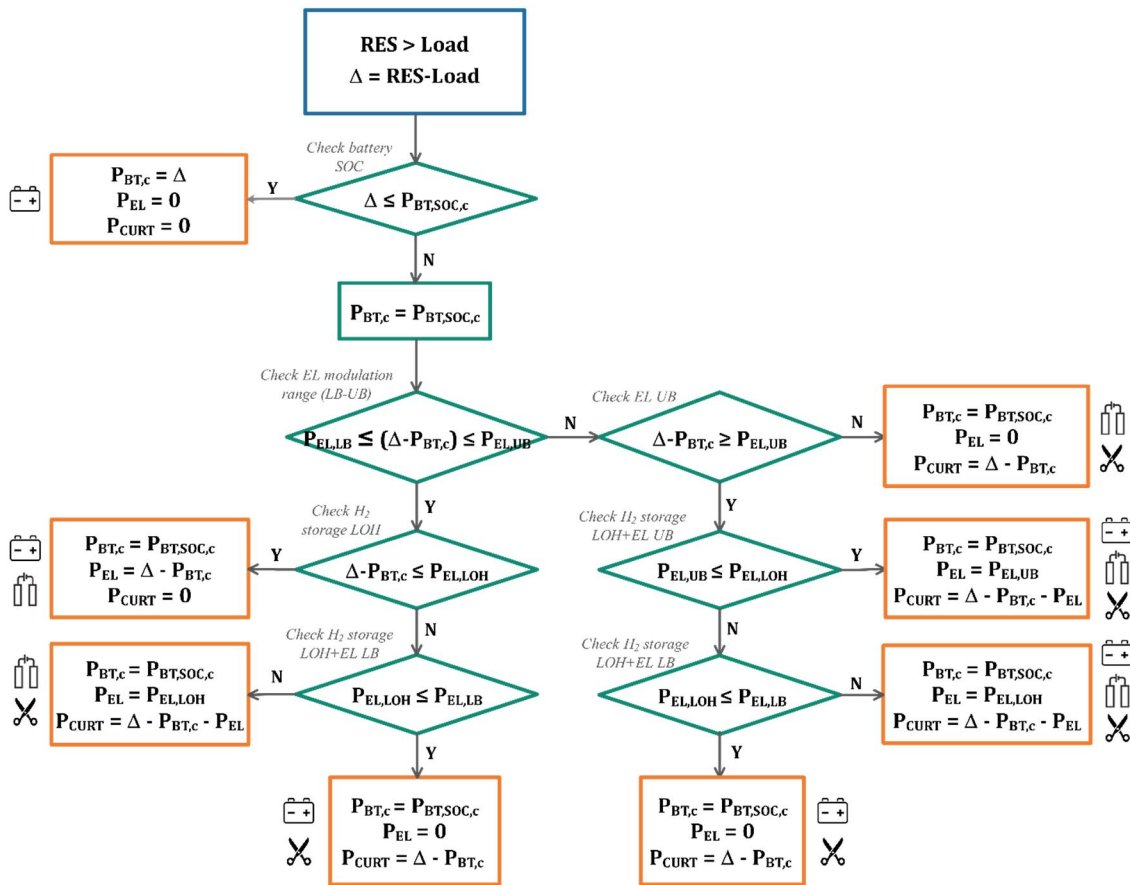 RES > Load
Δ = RES-Load
Check battery
SOC
Δ ≤ P_BT,SOC,c
Y
P_BT,c = Δ
P_EL = 0
P_CURT = 0
N
P_BT,c = P_BT,SOC,c
Check EL modulation
range (LB-UB)
P_EL,LB ≤ (Δ-P_BT,c) ≤ P_EL,UB
N
Check EL UB
Δ-P_BT,c ≥ P_EL,UB
N
P_BT,c = P_BT,SOC,c
P_EL = 0
P_CURT = Δ - P_BT,c
Y
Check H₂
storage LOH
Δ-P_BT,c ≤ P_EL,LOH
Y
P_BT,c = P_BT,SOC,c
P_EL = Δ - P_BT,c
P_CURT = 0
Y
Check H₂ storage
LOH+EL UB
P_EL,UB ≤ P_EL,LOH
Y
P_BT,c = P_BT,SOC,c
P_EL = P_EL,UB
P_CURT = Δ - P_BT,c - P_EL
N
Check H₂ storage
LOH+EL LB
P_EL,LOH ≤ P_EL,LB
N
P_BT,c = P_BT,SOC,c
P_EL = P_EL,LOH
P_CURT = Δ - P_BT,c - P_EL
N
Check H₂ storage
LOH+EL LB
P_EL,LOH ≤ P_EL,LB
N
P_BT,c = P_BT,SOC,c
P_EL = P_EL,LOH
P_CURT = Δ - P_BT,c - P_EL
Y
P_BT,c = P_BT,SOC,c
P_EL = 0
P_CURT = Δ - P_BT,c
Y
P_BT,c = P_BT,SOC,c
P_EL = 0
P_CURT = Δ - P_BT,c